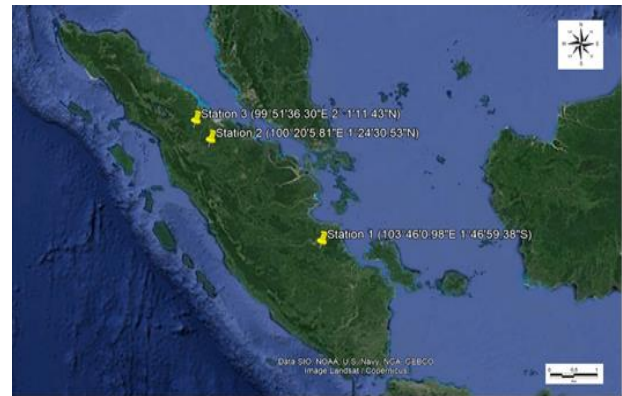 Station 3 (99°51'36.30"E 2°1'11.43"N)
Station 2 (100°20'5.81"E 1°24'30.53"N)
Station 1 (103°46'0.98"E 1°46'59.38"S)
Data SIO, NOAA, U.S. Navy, NGA, GEBCO
Image Landsat / Copernicus